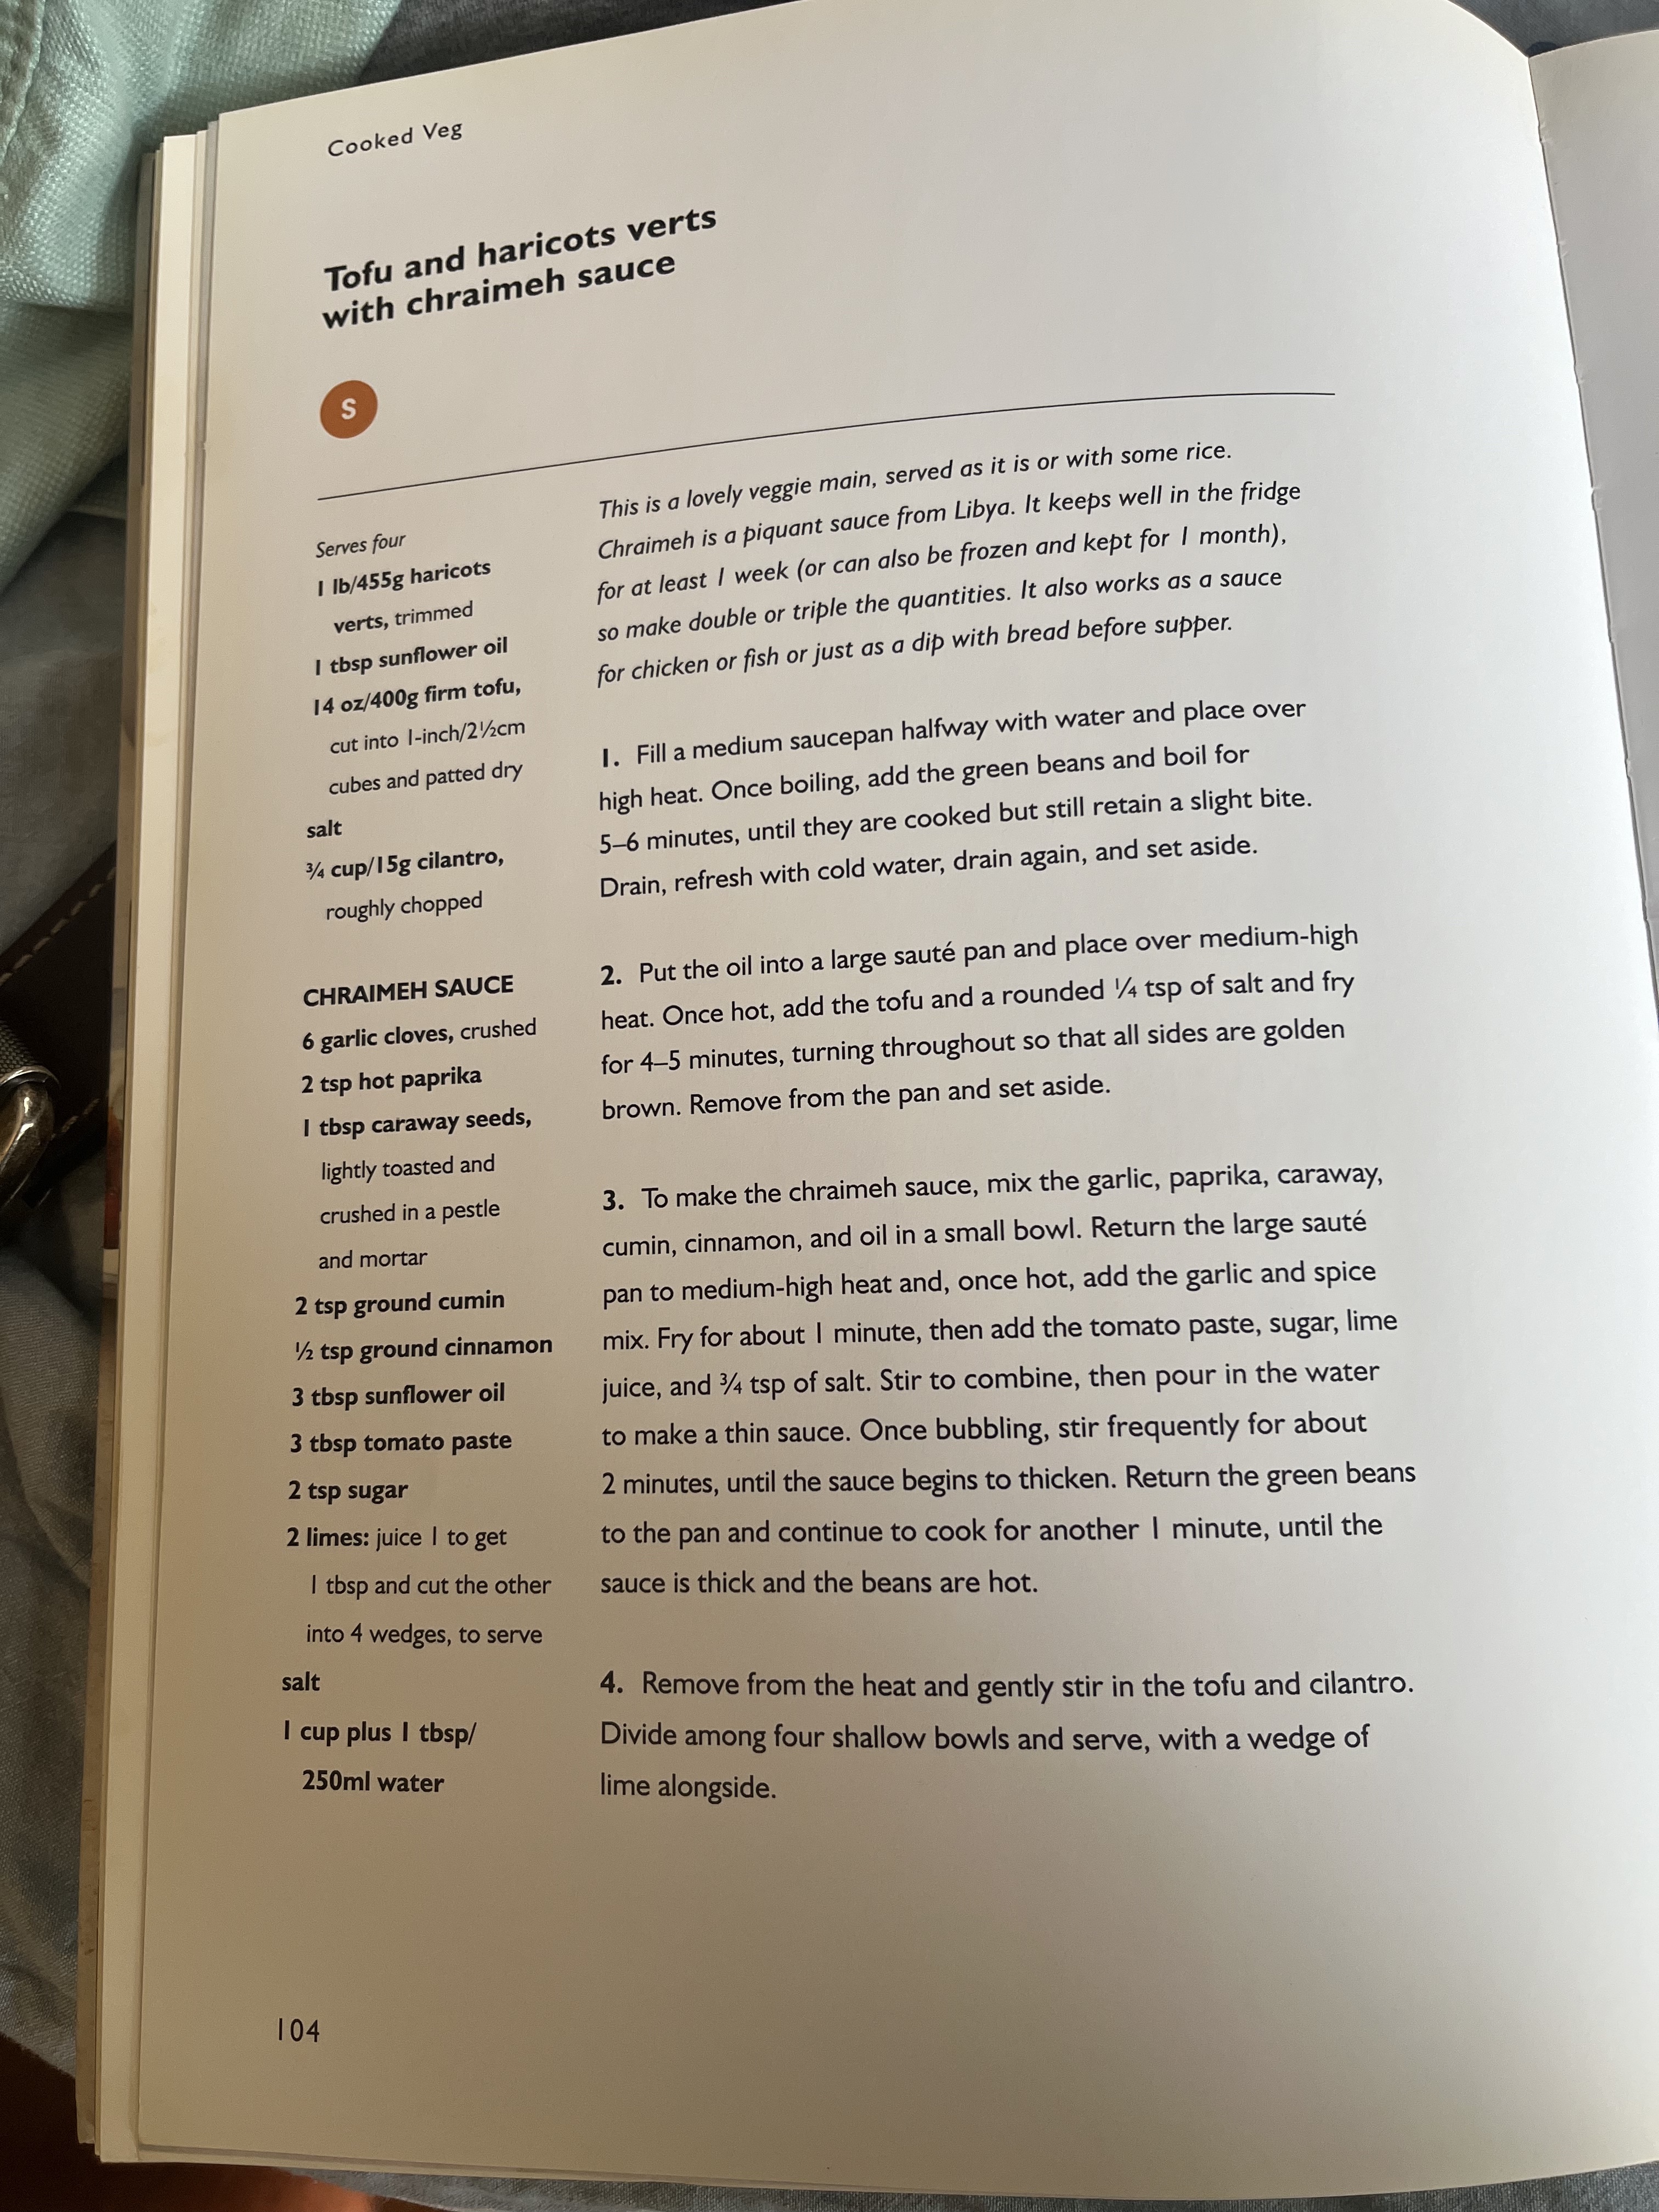 Cooked Veg
Tofu and haricots verts
with chraimeh sauce
S
Serves four
1 lb/455g haricots
verts, trimmed
1 tbsp sunflower oil
14 oz/400g firm tofu,
cut into 1-inch/2½cm
cubes and patted dry
salt
¾ cup/15g cilantro,
roughly chopped
CHRAIMEH SAUCE
6 garlic cloves, crushed
2 tsp hot paprika
1 tbsp caraway seeds,
lightly toasted and
crushed in a pestle
and mortar
2 tsp ground cumin
½ tsp ground cinnamon
3 tbsp sunflower oil
3 tbsp tomato paste
2 tsp sugar
2 limes: juice 1 to get
1 tbsp and cut the other
into 4 wedges, to serve
salt
1 cup plus 1 tbsp/
250ml water
This is a lovely veggie main, served as it is or with some rice.
Chraimeh is a piquant sauce from Libya. It keeps well in the fridge
for at least 1 week (or can also be frozen and kept for 1 month),
so make double or triple the quantities. It also works as a sauce
for chicken or fish or just as a dip with bread before supper.
1. Fill a medium saucepan halfway with water and place over
high heat. Once boiling, add the green beans and boil for
5–6 minutes, until they are cooked but still retain a slight bite.
Drain, refresh with cold water, drain again, and set aside.
2. Put the oil into a large sauté pan and place over medium-high
heat. Once hot, add the tofu and a rounded ¼ tsp of salt and fry
for 4–5 minutes, turning throughout so that all sides are golden
brown. Remove from the pan and set aside.
3. To make the chraimeh sauce, mix the garlic, paprika, caraway,
cumin, cinnamon, and oil in a small bowl. Return the large sauté
pan to medium-high heat and, once hot, add the garlic and spice
mix. Fry for about 1 minute, then add the tomato paste, sugar, lime
juice, and ¾ tsp of salt. Stir to combine, then pour in the water
to make a thin sauce. Once bubbling, stir frequently for about
2 minutes, until the sauce begins to thicken. Return the green beans
to the pan and continue to cook for another 1 minute, until the
sauce is thick and the beans are hot.
4. Remove from the heat and gently stir in the tofu and cilantro.
Divide among four shallow bowls and serve, with a wedge of
lime alongside.
104